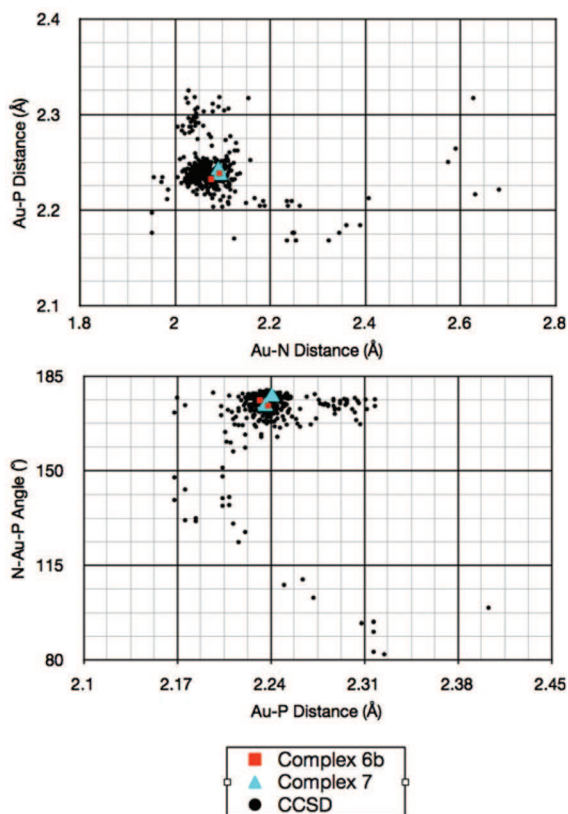 2.4
2.3
Au-P Distance (Å)
2.2
2.1
1.8 2 2.2 2.4 2.6 2.8
Au-N Distance (Å)
185
150
N-Au-P Angle (°)
115
80
2.1 2.17 2.24 2.31 2.38 2.45
Au-P Distance (Å)
Complex 6b
Complex 7
CCSD